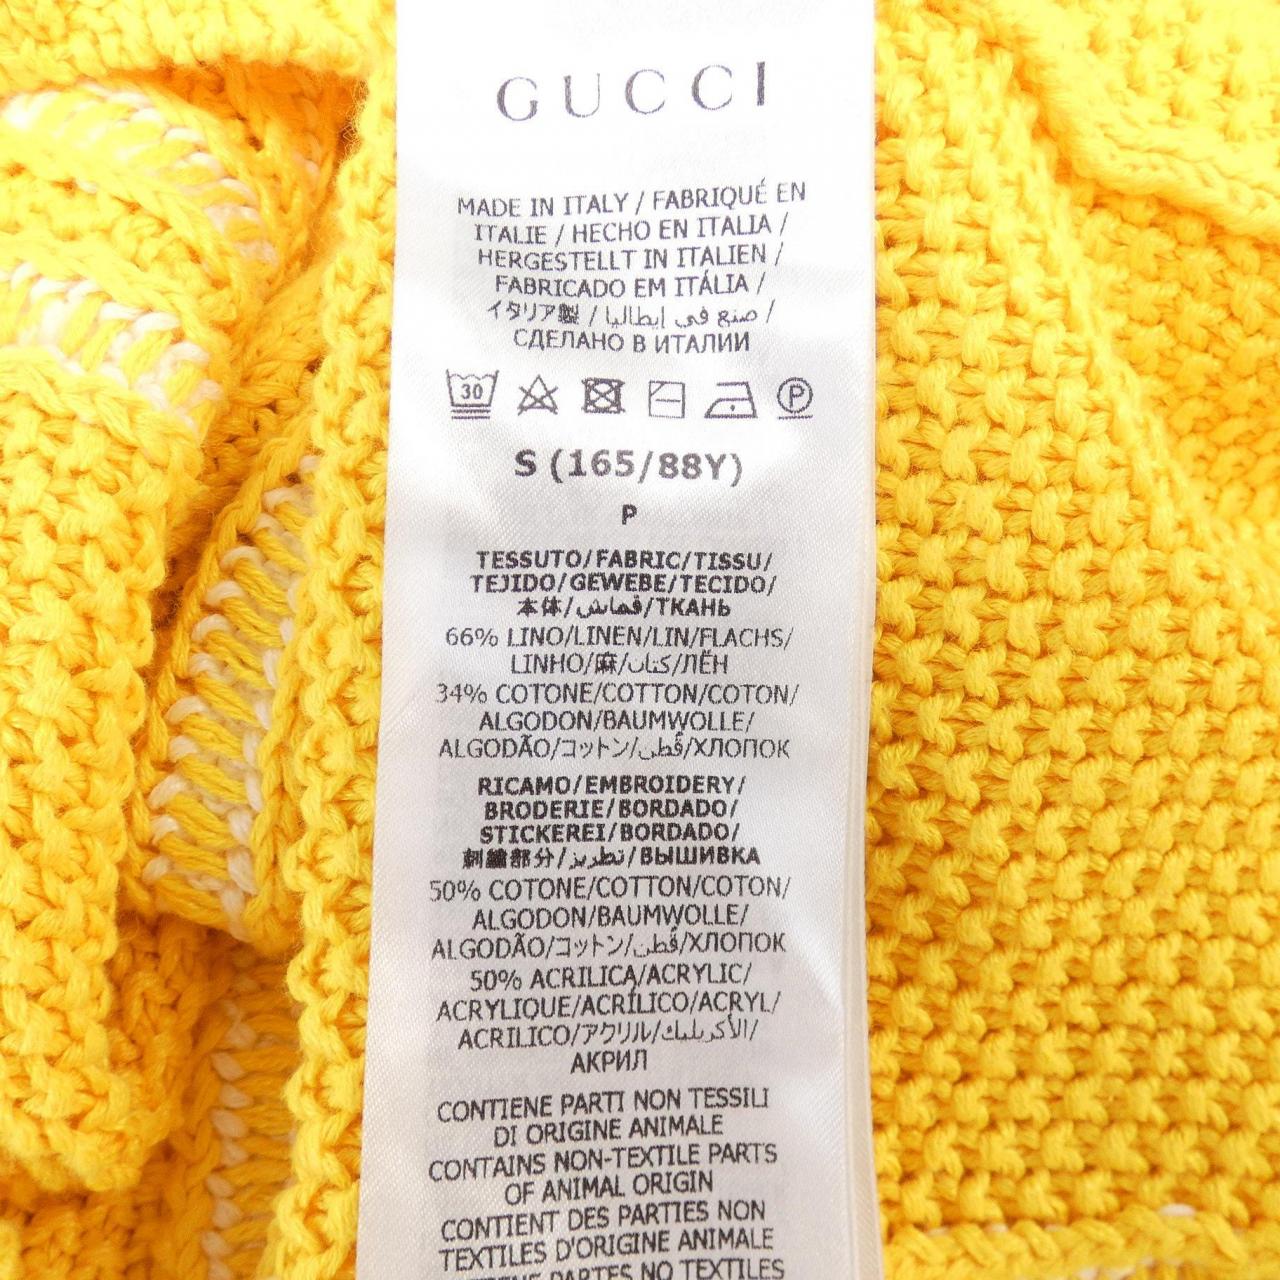 GUCCI
MADE IN ITALY / FABRIQUÉ EN
ITALIE / HECHO EN ITALIA /
HERGESTELLT IN ITALIEN /
FABRICADO EM ITÁLIA /
イタリア製 / صنع في إيطاليا /
СДЕЛАНО В ИТАЛИИ
30 P
S (165/88Y)
P
TESSUTO/FABRIC/TISSU/
TEJIDO/GEWEBE/TECIDO/
本体/قماش/ТКАНЬ
66% LINO/LINEN/LIN/FLACHS/
LINHO/麻/كتان/ЛЁН
34% COTONE/COTTON/COTON/
ALGODON/BAUMWOLLE/
ALGODÃO/コットン/قطن/ХЛОПОК
RICAMO/EMBROIDERY/
BRODERIE/BORDADO/
STICKEREI/BORDADO/
刺繍部分/تطريز/ВЫШИВКА
50% COTONE/COTTON/COTON/
ALGODON/BAUMWOLLE/
ALGODÃO/コットン/قطن/ХЛОПОК
50% ACRILICA/ACRYLIC/
ACRYLIQUE/ACRÍLICO/ACRYL/
ACRILICO/アクリル/الأكريليك/
АКРИЛ
CONTIENE PARTI NON TESSILI
DI ORIGINE ANIMALE
CONTAINS NON-TEXTILE PARTS
OF ANIMAL ORIGIN
CONTIENT DES PARTIES NON
TEXTILES D'ORIGINE ANIMALE
PARTES NO TEXTILES